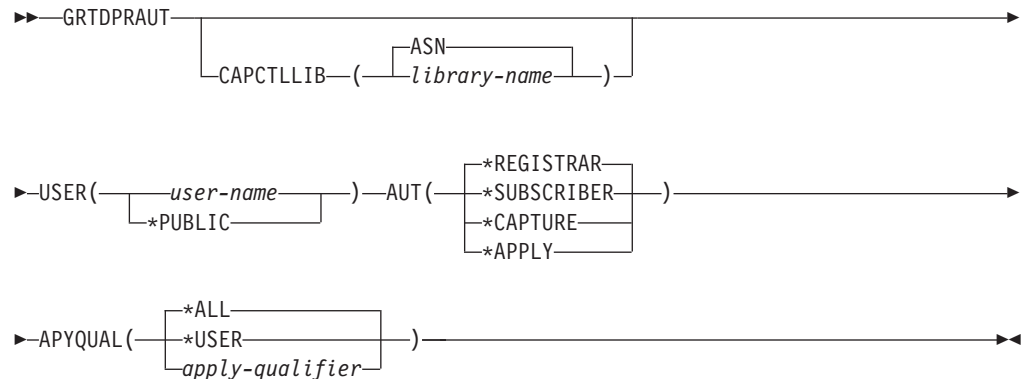 GRTDPRAUT
ASN
CAPCTLLIB ( library-name )
*REGISTRAR
USER( user-name ) AUT( *SUBSCRIBER )
*PUBLIC *CAPTURE
*APPLY
*ALL
APYQUAL( *USER )
apply-qualifier